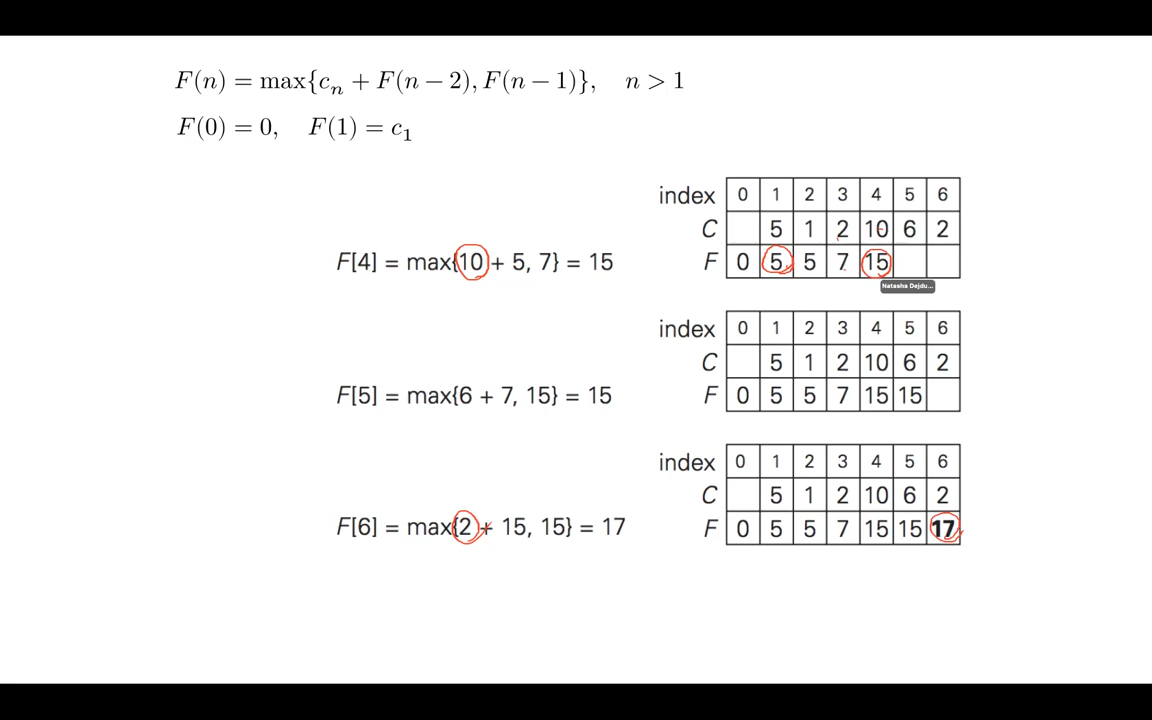 F(n) = max{cₙ + F(n − 2), F(n − 1)}, n > 1
F(0) = 0, F(1) = c₁
index 0 1 2 3 4 5 6
C 5 1 2 10 6 2
F[4] = max{10 + 5, 7} = 15
F 0 5 5 7 15
Natasha Dejdu...
index 0 1 2 3 4 5 6
C 5 1 2 10 6 2
F[5] = max{6 + 7, 15} = 15
F 0 5 5 7 15 15
index 0 1 2 3 4 5 6
C 5 1 2 10 6 2
F[6] = max{2 + 15, 15} = 17
F 0 5 5 7 15 15 17